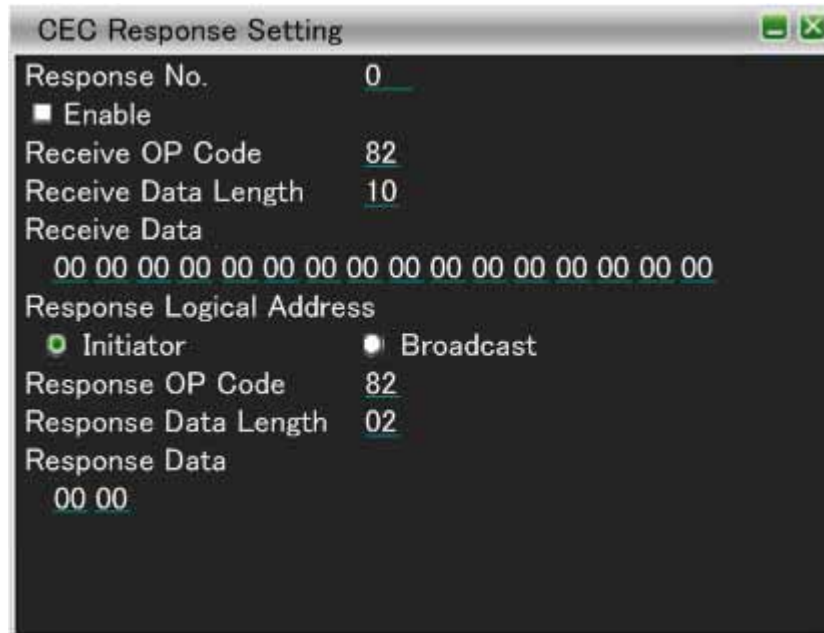 CEC Response Setting
Response No. 0
Enable
Receive OP Code 82
Receive Data Length 10
Receive Data
00 00 00 00 00 00 00 00 00 00 00 00 00 00 00 00
Response Logical Address
Initiator Broadcast
Response OP Code 82
Response Data Length 02
Response Data
00 00